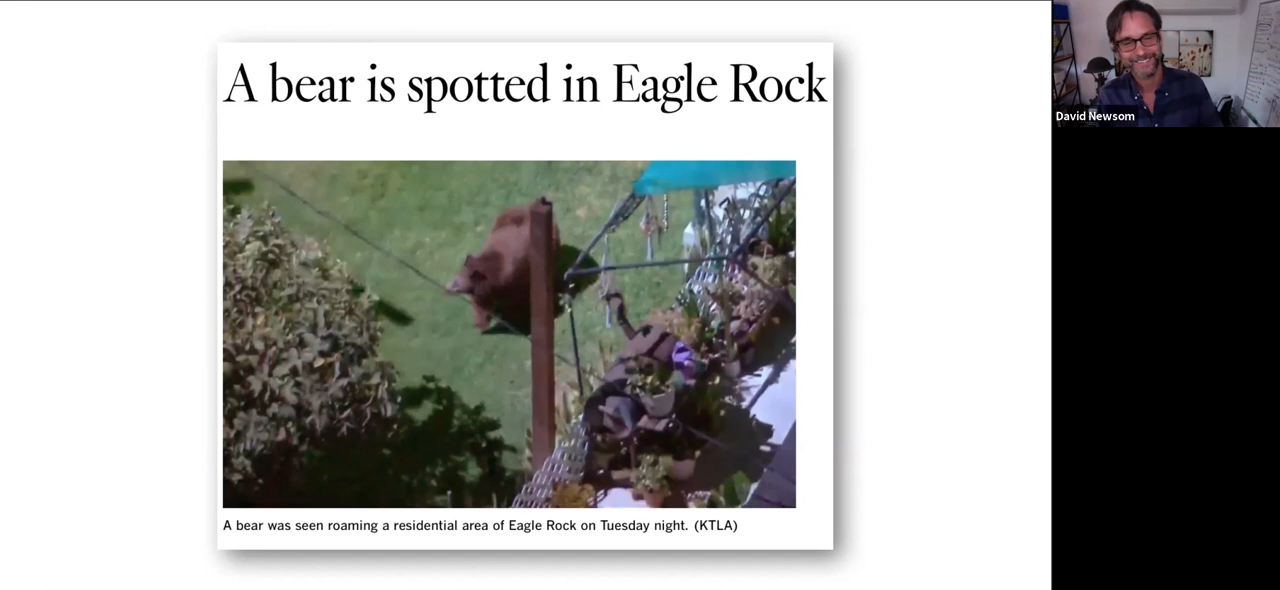 A bear is spotted in Eagle Rock
David Newsom
A bear was seen roaming a residential area of Eagle Rock on Tuesday night. (KTLA)